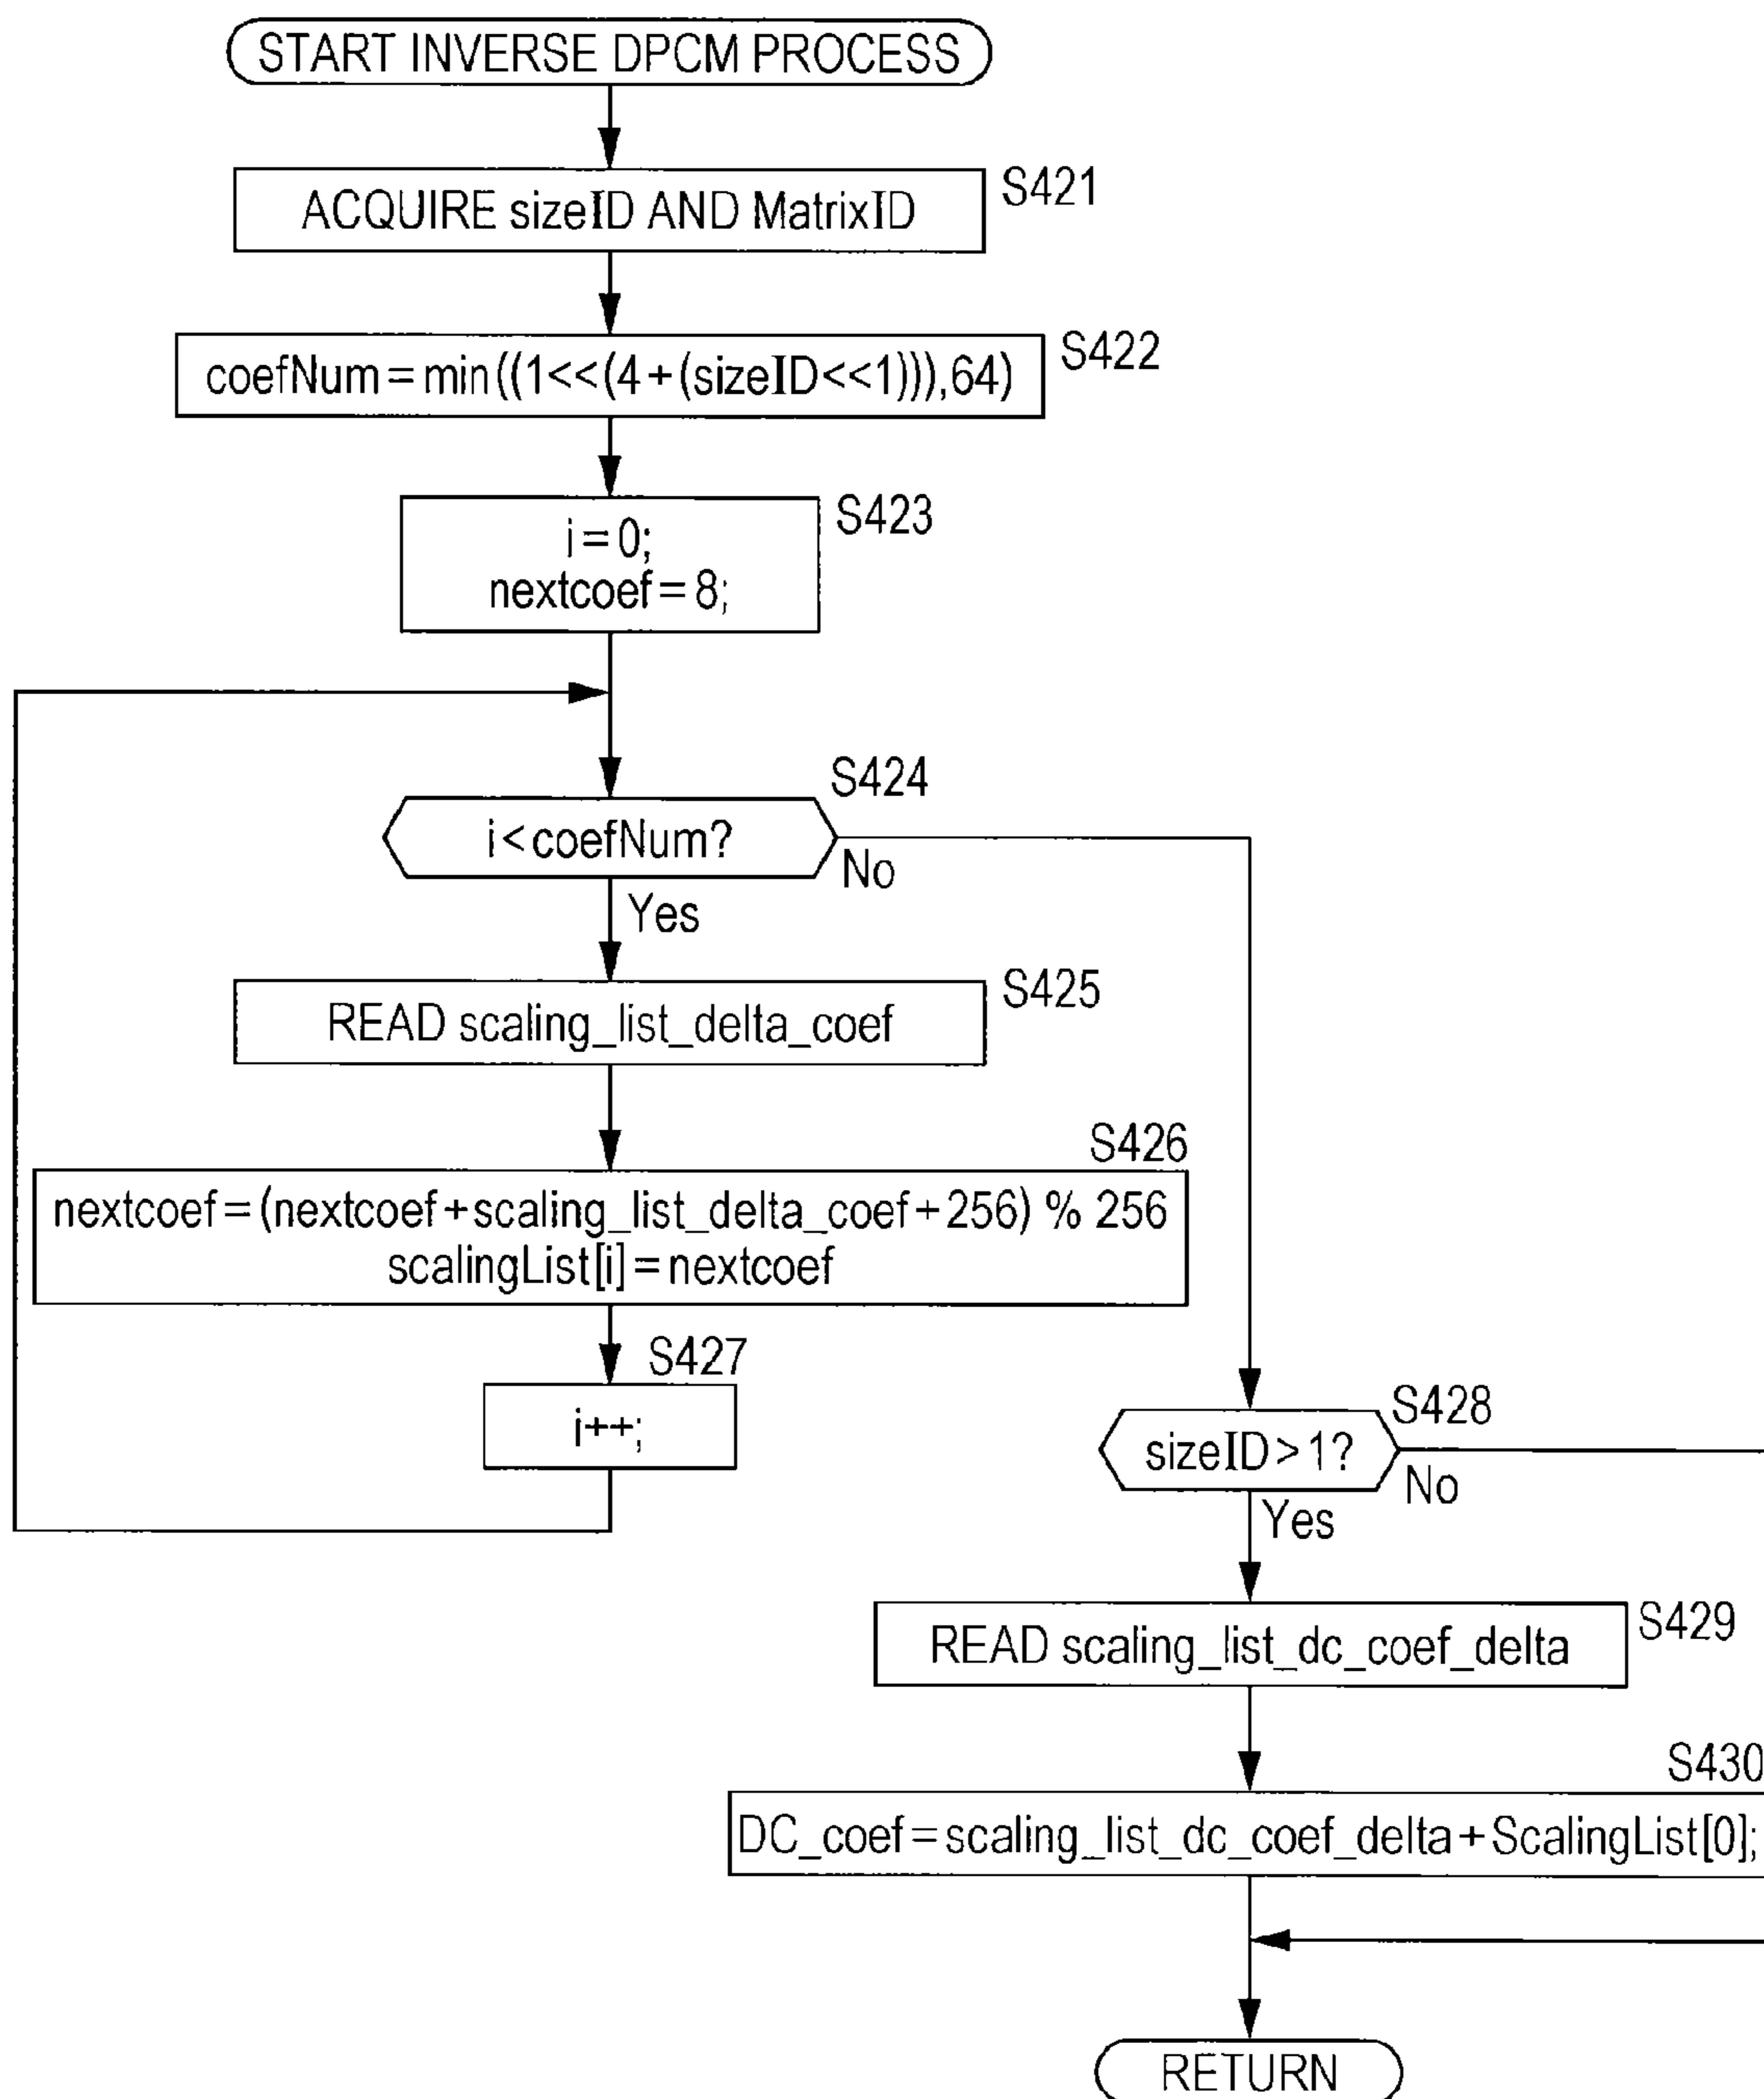 START INVERSE DPCM PROCESS
ACQUIRE sizeID AND MatrixID
S421
coefNum=min((1<<(4+(sizeID<<1))),64)
S422
i=0;
nextcoef=8;
S423
S424
i<coefNum?
No
Yes
READ scaling_list_delta_coef
S425
S426
nextcoef=(nextcoef+scaling_list_delta_coef+256) % 256
scalingList[i]=nextcoef
S427
i++;
S428
sizeID>1?
No
Yes
READ scaling_list_dc_coef_delta
S429
S430
DC_coef=scaling_list_dc_coef_delta+ScalingList[0];
RETURN